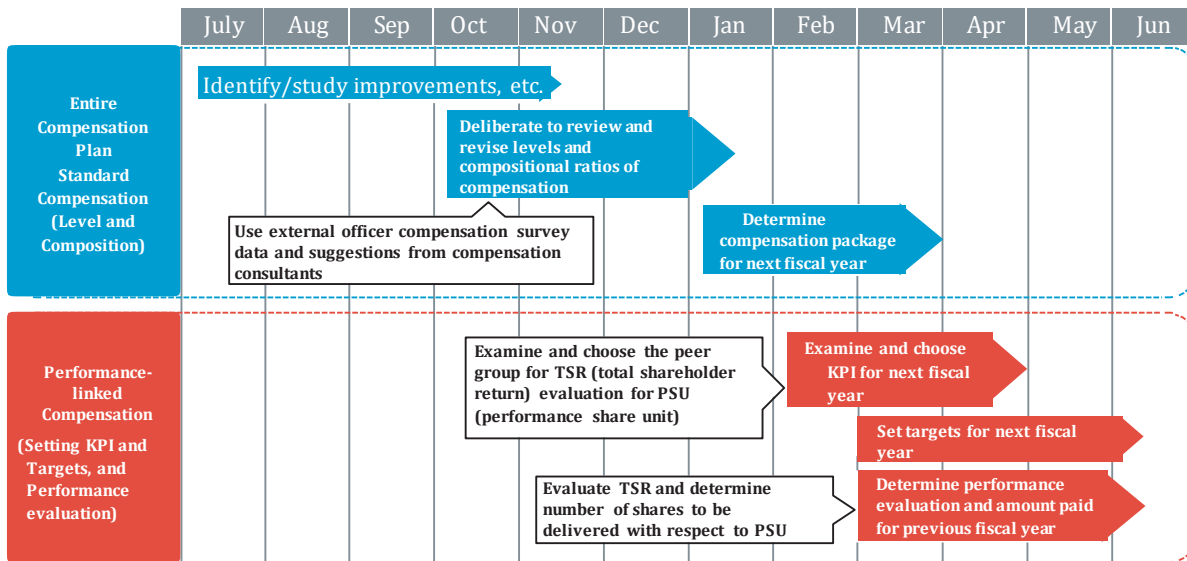 July Aug Sep Oct Nov Dec Jan Feb Mar Apr May Jun
Entire
Compensation
Plan
Standard
Compensation
(Level and
Composition)
Identify/study improvements, etc.
Deliberate to review and
revise levels and
compositional ratios of
compensation
Use external officer compensation survey
data and suggestions from compensation
consultants
Determine
compensation package
for next fiscal year
Performance-
linked
Compensation
(Setting KPI and
Targets, and
Performance
evaluation)
Examine and choose the peer
group for TSR (total shareholder
return) evaluation for PSU
(performance share unit)
Examine and choose
KPI for next fiscal
year
Set targets for next fiscal
year
Evaluate TSR and determine
number of shares to be
delivered with respect to PSU
Determine performance
evaluation and amount paid
for previous fiscal year